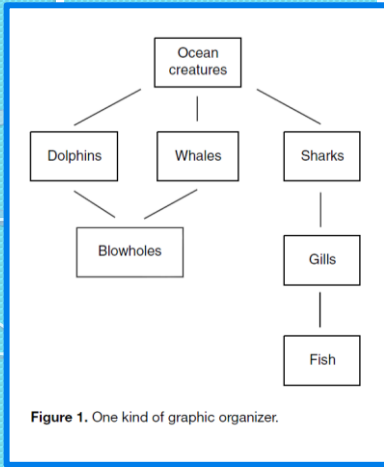 Ocean
creatures
Dolphins
Whales
Sharks
Blowholes
Gills
Fish
Figure 1. One kind of graphic organizer.